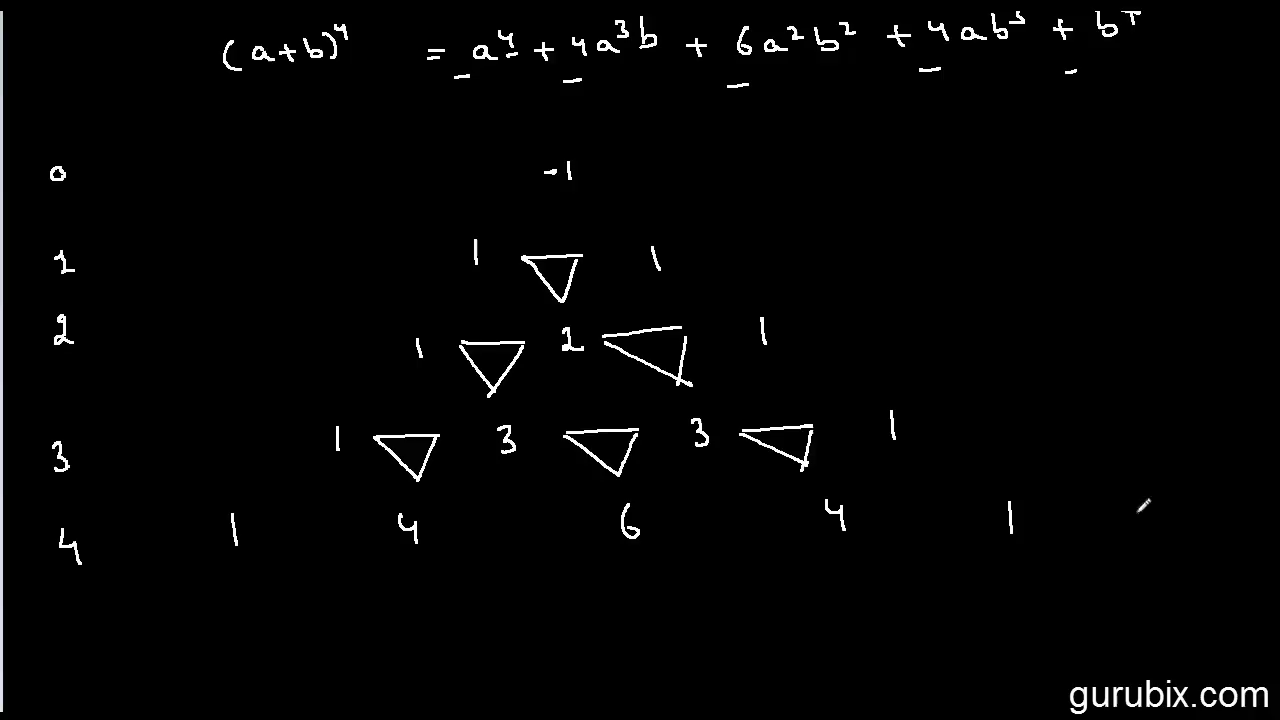 (a+b)⁴ = a⁴ + 4a³b + 6a²b² + 4ab³ + b⁴
0 -1
1 1 1
2 1 2 1
3 1 3 3 1
4 1 4 6 4 1
gurubix.com